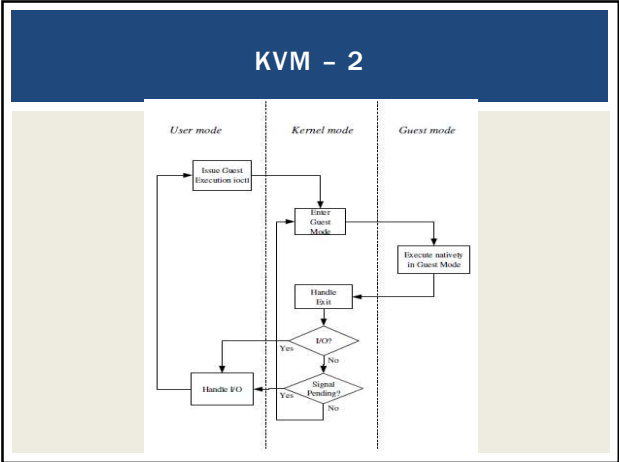 KVM – 2
User mode
Kernel mode
Guest mode
Issue Guest
Execution ioctl
Enter
Guest
Mode
Execute natively
in Guest Mode
Handle
Exit
I/O?
Yes
No
Handle I/O
Signal
Pending?
Yes
No